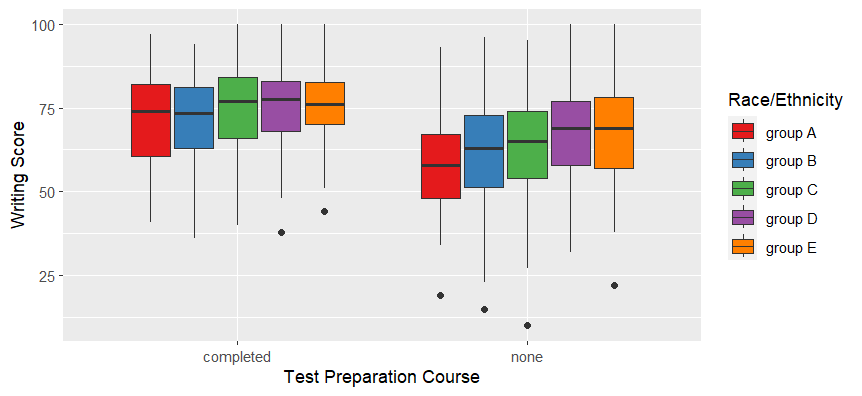 100
75
50
25
Writing Score
completed
none
Test Preparation Course
Race/Ethnicity
group A
group B
group C
group D
group E